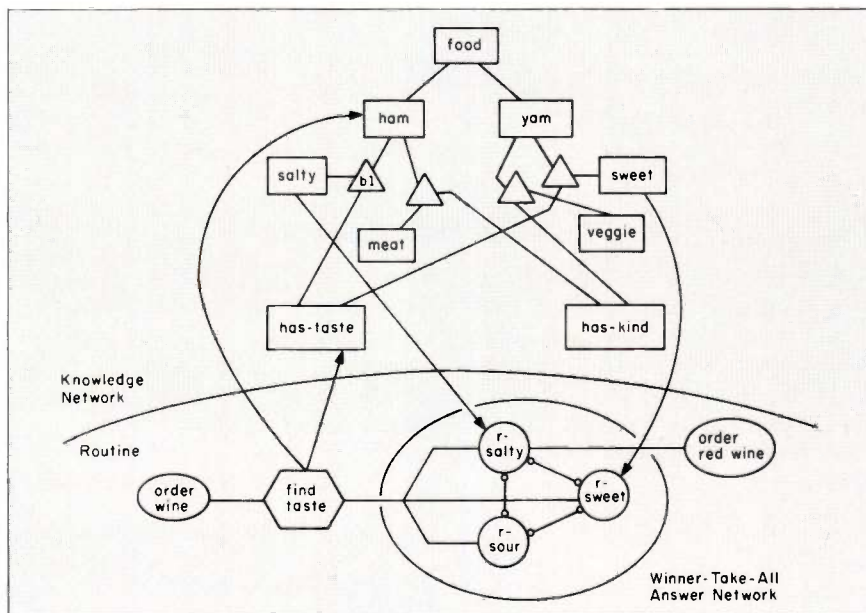 food
ham
yam
salty
b1
sweet
meat
veggie
has-taste
has-kind
Knowledge
Network
Routine
order
wine
find
taste
r-
salty
r-
sweet
r-
sour
order
red wine
Winner-Take-All
Answer Network